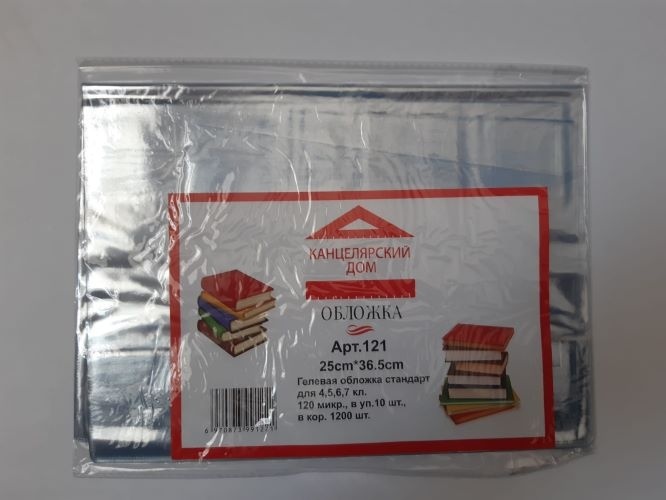 КАНЦЕЛЯРСКИЙ
ДОМ
ОБЛОЖКА
Арт.121
25cm*36.5cm
Гелевая обложка стандарт
для 4,5,6,7 кл.
120 микр., в уп.10 шт.,
в кор. 1200 шт.